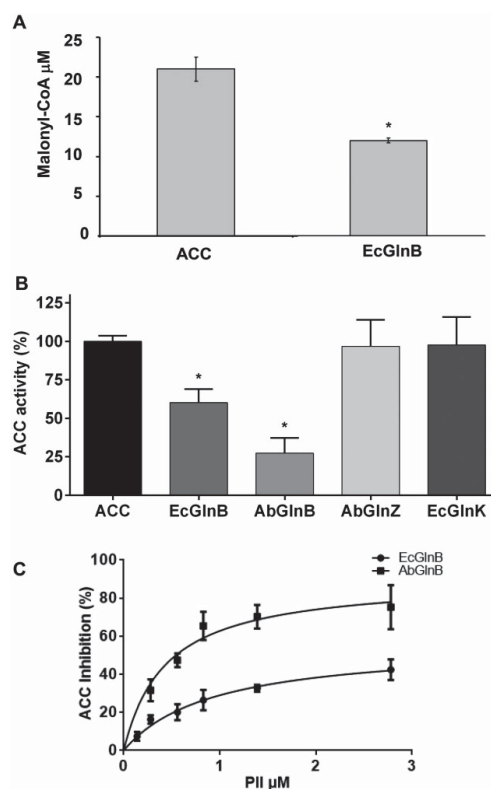 A
Malonyl-CoA µM
25
20
15
10
5
0
*
ACC EcGlnB
B
ACC activity (%)
125
100
75
50
25
0
* *
ACC EcGlnB AbGlnB AbGlnZ EcGlnK
C
ACC Inhibition (%)
80
60
40
20
0
EcGlnB
AbGlnB
0 1 2 3
PII µM